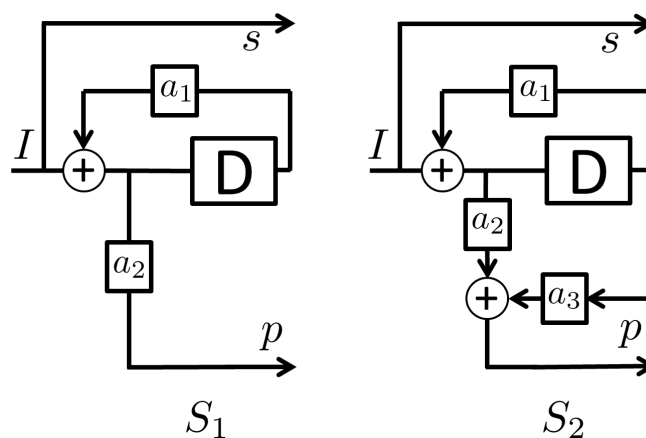 s
a₁
I
+
D
a₂
p
S₁
s
a₁
I
+
D
a₂
+
a₃
p
S₂